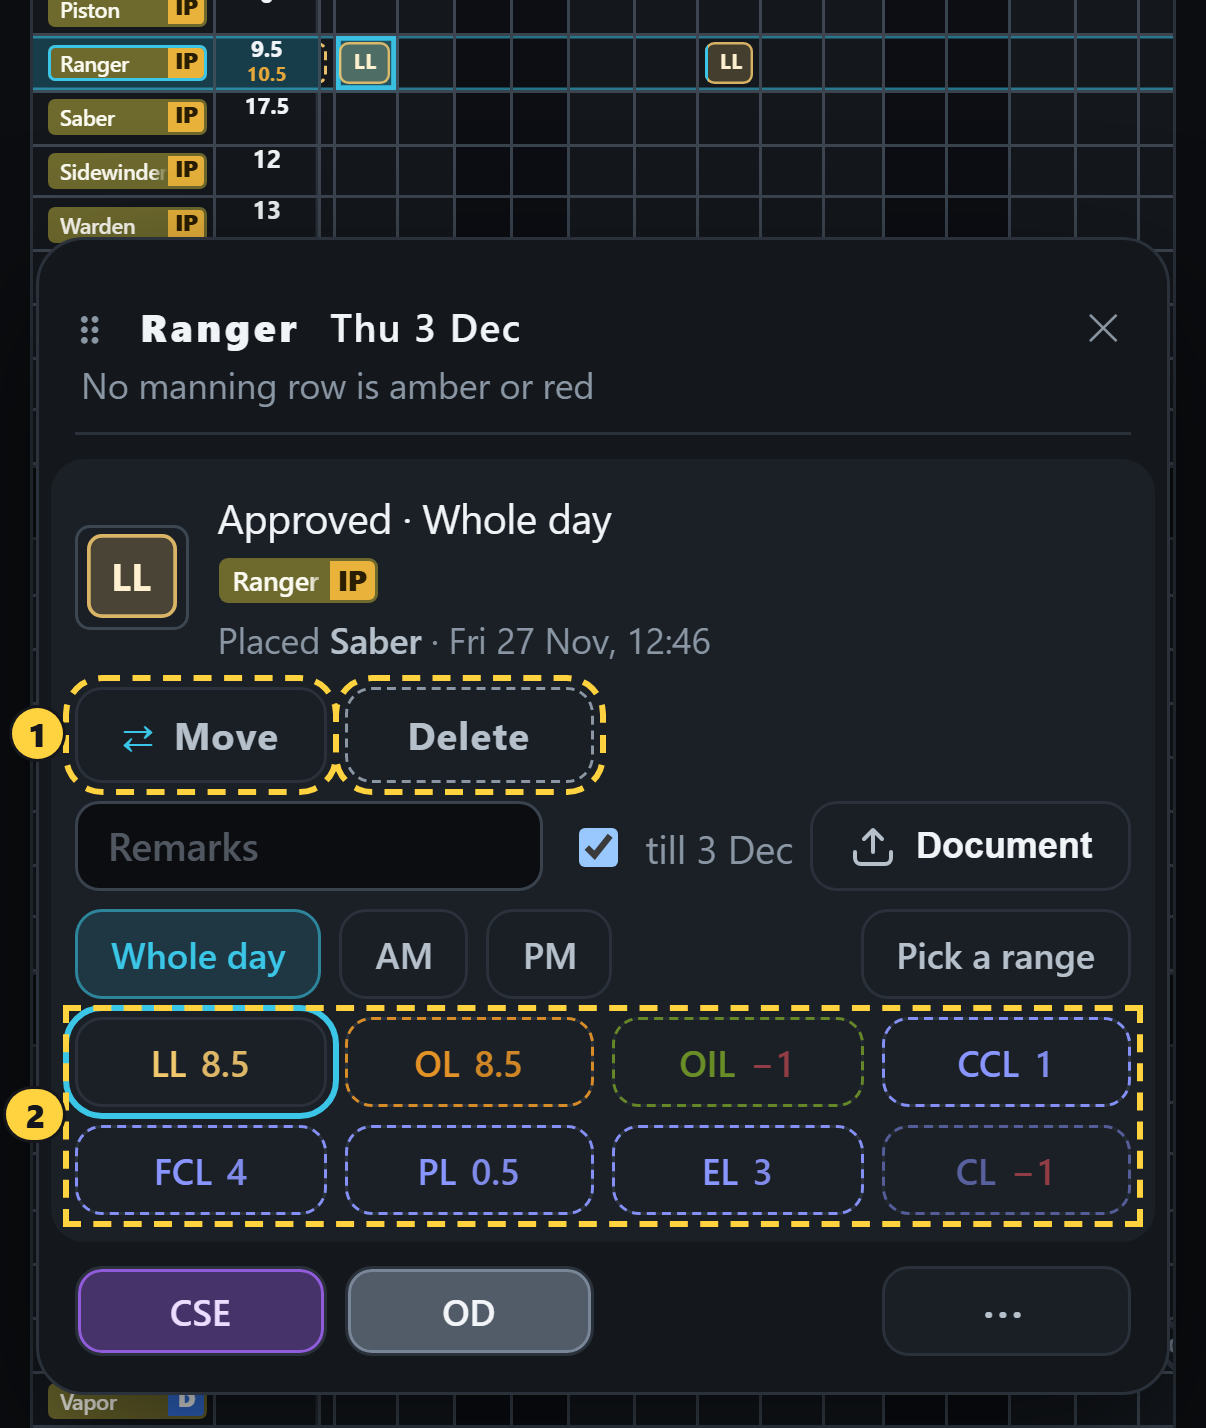 Piston IP
Ranger IP 9.5 LL LL
10.5
Saber IP 17.5
Sidewinder IP 12
Warden IP 13
Ranger Thu 3 Dec
No manning row is amber or red
LL
Approved · Whole day
Ranger IP
Placed Saber · Fri 27 Nov, 12:46
1
Move Delete
Remarks till 3 Dec Document
Whole day AM PM Pick a range
LL 8.5 OL 8.5 OIL −1 CCL 1
2
FCL 4 PL 0.5 EL 3 CL −1
CSE OD ...
Vapor D